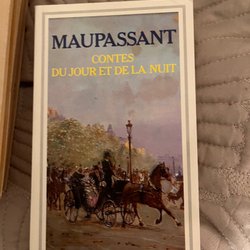 MAUPASSANT
CONTES
DU JOUR ET DE LA NUIT